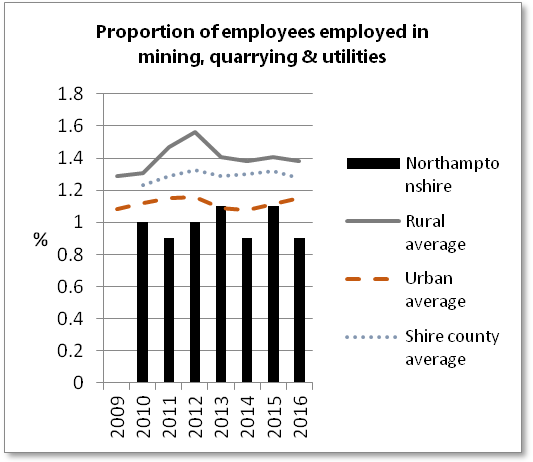 Proportion of employees employed in
mining, quarrying & utilities
1.8
1.6
1.4
1.2
1
0.8
0.6
0.4
0.2
0
%
2009
2010
2011
2012
2013
2014
2015
2016
Northampto
nshire
Rural
average
Urban
average
Shire county
average